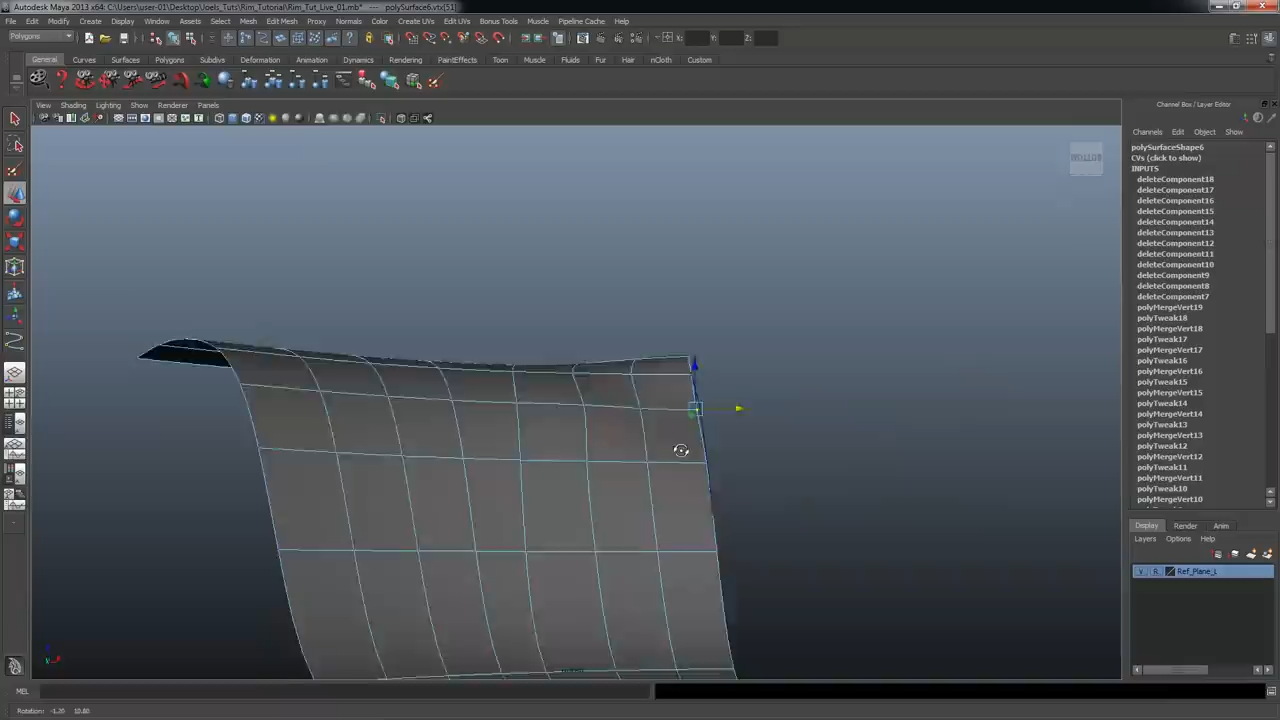 Autodesk Maya 2013 x64: C:\Users\user-01\Desktop\Joels_Tuts\Rim_Tutorial\Rim_Tut_Live_01.mb* --- polySurface6.vtx[51]
File Edit Modify Create Display Window Assets Select Mesh Edit Mesh Proxy Normals Color Create UVs Edit UVs Bonus Tools Muscle Pipeline Cache Help
Polygons X: Y: Z:
General Curves Surfaces Polygons Subdivs Deformation Animation Dynamics Rendering PaintEffects Toon Muscle Fluids Fur Hair nCloth Custom
View Shading Lighting Show Renderer Panels
Channel Box / Layer Editor
Channels Edit Object Show
polySurfaceShape6
CVs (click to show)
INPUTS
deleteComponent18
deleteComponent17
deleteComponent16
deleteComponent15
deleteComponent14
deleteComponent13
deleteComponent12
deleteComponent11
deleteComponent10
deleteComponent9
deleteComponent8
deleteComponent7
polyMergeVert19
polyTweak18
polyMergeVert18
polyTweak17
polyMergeVert17
polyTweak16
polyMergeVert16
polyTweak15
polyMergeVert15
polyTweak14
polyMergeVert14
polyTweak13
polyMergeVert13
polyTweak12
polyMergeVert12
polyTweak11
polyMergeVert11
polyTweak10
polyMergeVert10
Display Render Anim
Layers Options Help
V R Ref_Plane_L
MEL
Rotation: -1.20 10.80